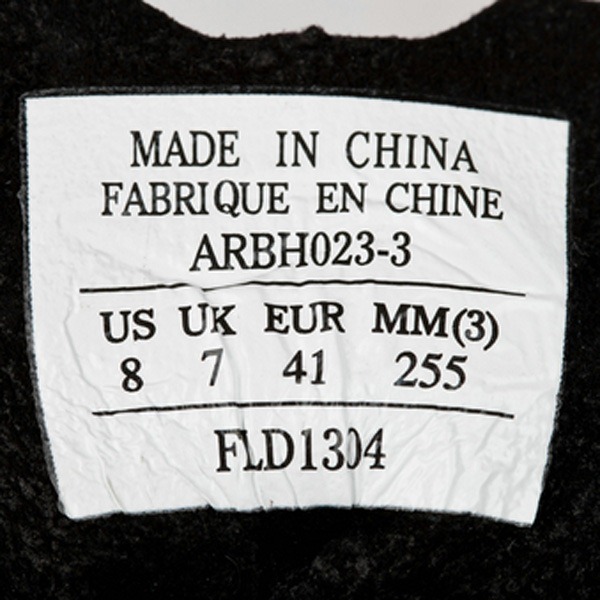 MADE IN CHINA
FABRIQUE EN CHINE
ARBH023-3
US UK EUR MM(3)
8 7 41 255
FLD1304